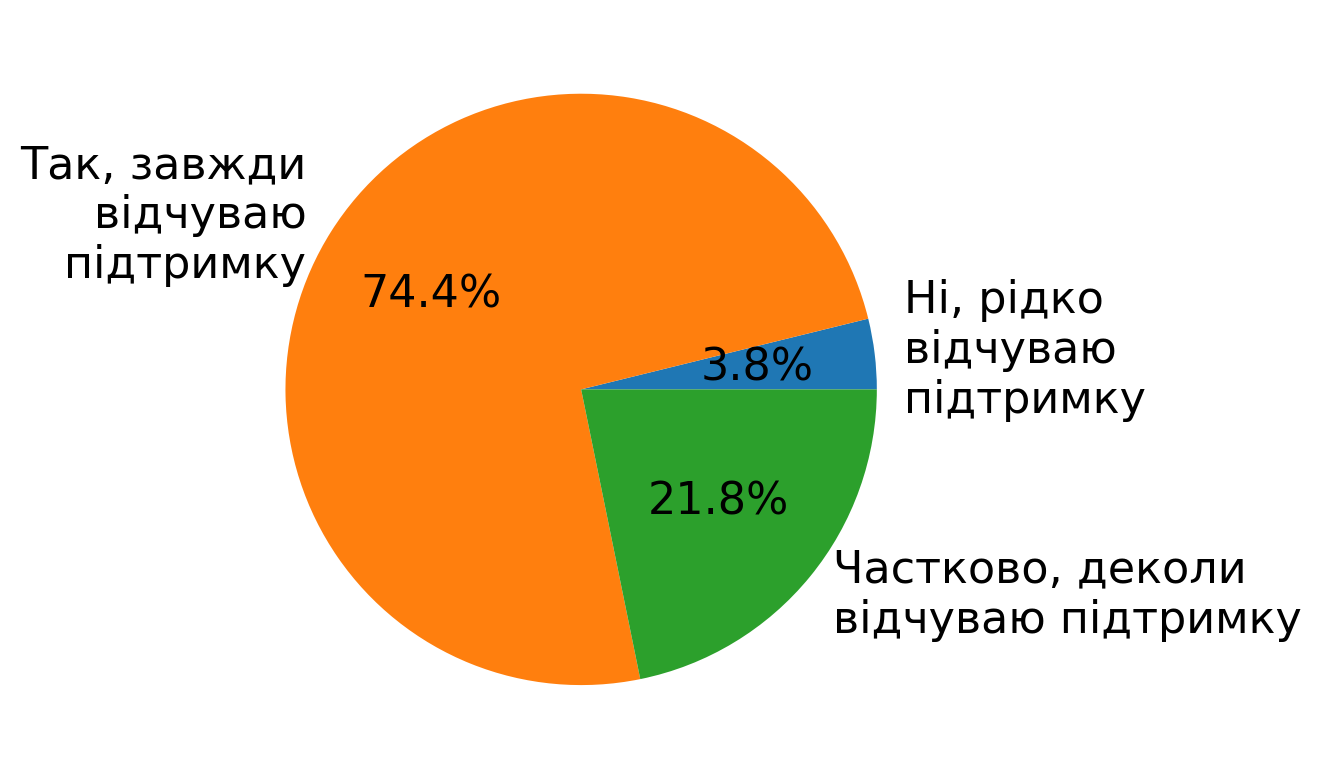 Так, завжди
відчуваю
підтримку
74.4%
Ні, рідко
відчуваю
підтримку
3.8%
21.8%
Частково, деколи
відчуваю підтримку